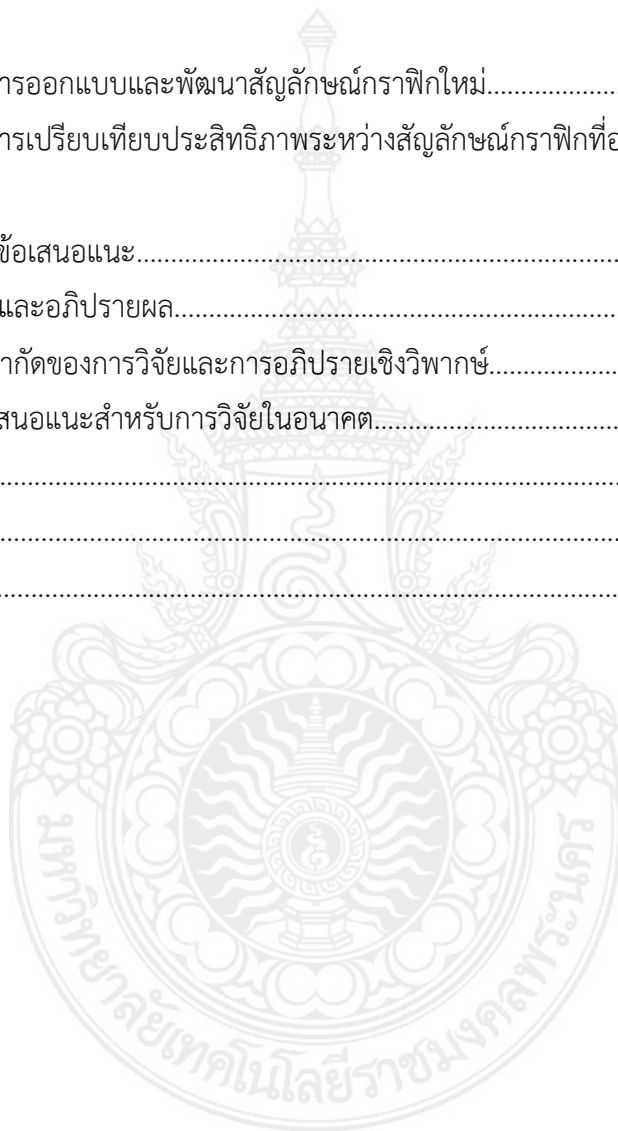 ารออกแบบและพัฒนาสัญลักษณ์กราฟิกใหม่......................
ารเปรียบเทียบประสิทธิภาพระหว่างสัญลักษณ์กราฟิกที่อ
ข้อเสนอแนะ................................................................................
และอภิปรายผล..........................................................................
ำกัดของการวิจัยและการอภิปรายเชิงวิพากษ์......................
สนอแนะสำหรับการวิจัยในอนาคต........................................
....................................................................................................
....................................................................................................
....................................................................................................
มหาวิทยาลัยเทคโนโลยีราชมงคลพระนคร